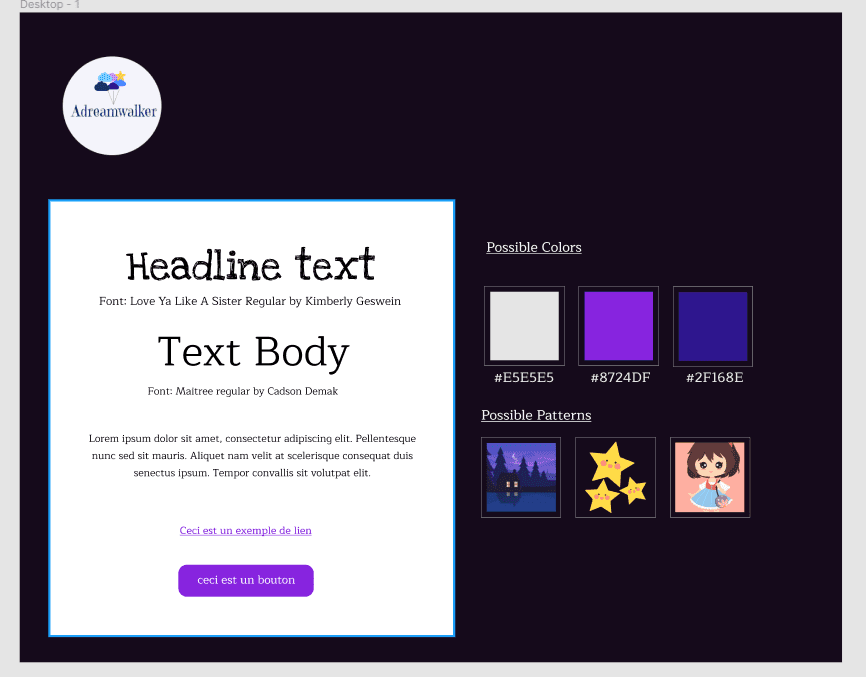 Desktop - 1
Adreamwalker
Headline text
Font: Love Ya Like A Sister Regular by Kimberly Geswein
Text Body
Font: Maitree regular by Cadson Demak
Lorem ipsum dolor sit amet, consectetur adipiscing elit. Pellentesque
nunc sed sit mauris. Aliquet nam velit at scelerisque consequat duis
senectus ipsum. Tempor convallis sit volutpat elit.
Ceci est un exemple de lien
ceci est un bouton
Possible Colors
#E5E5E5 #8724DF #2F168E
Possible Patterns